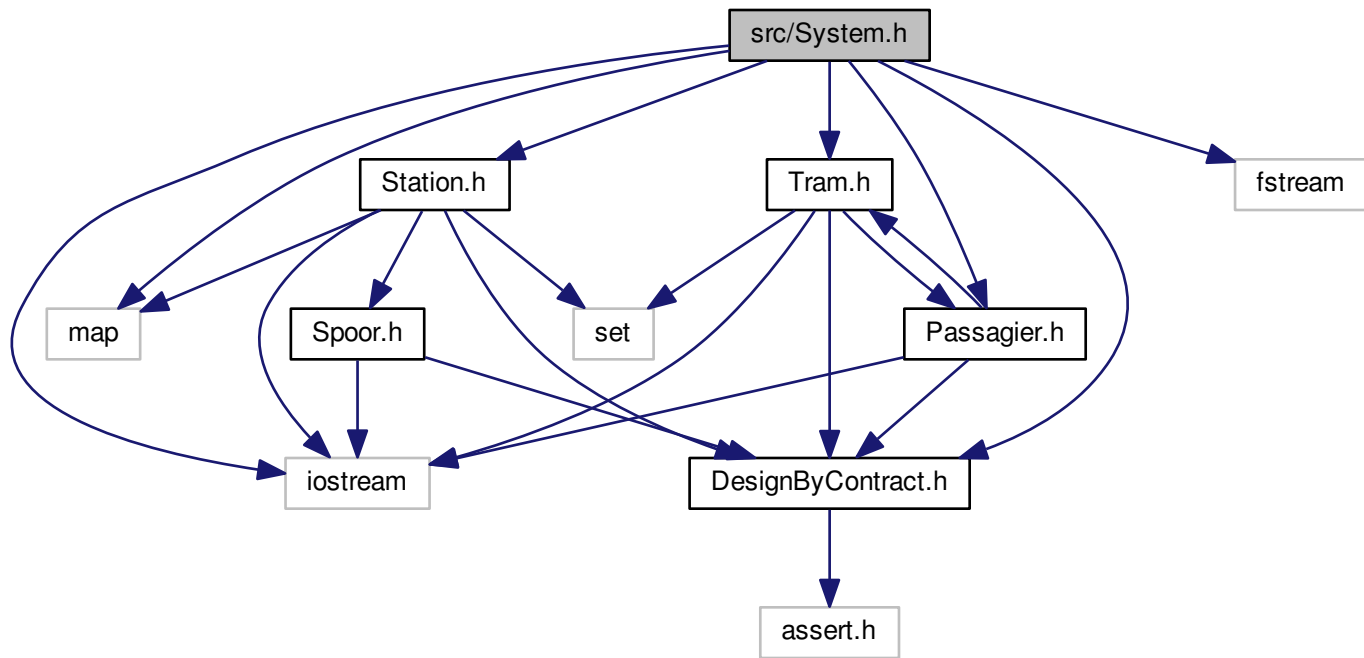 src/System.h
Station.h
Tram.h
fstream
map
Spoor.h
set
Passagier.h
iostream
DesignByContract.h
assert.h